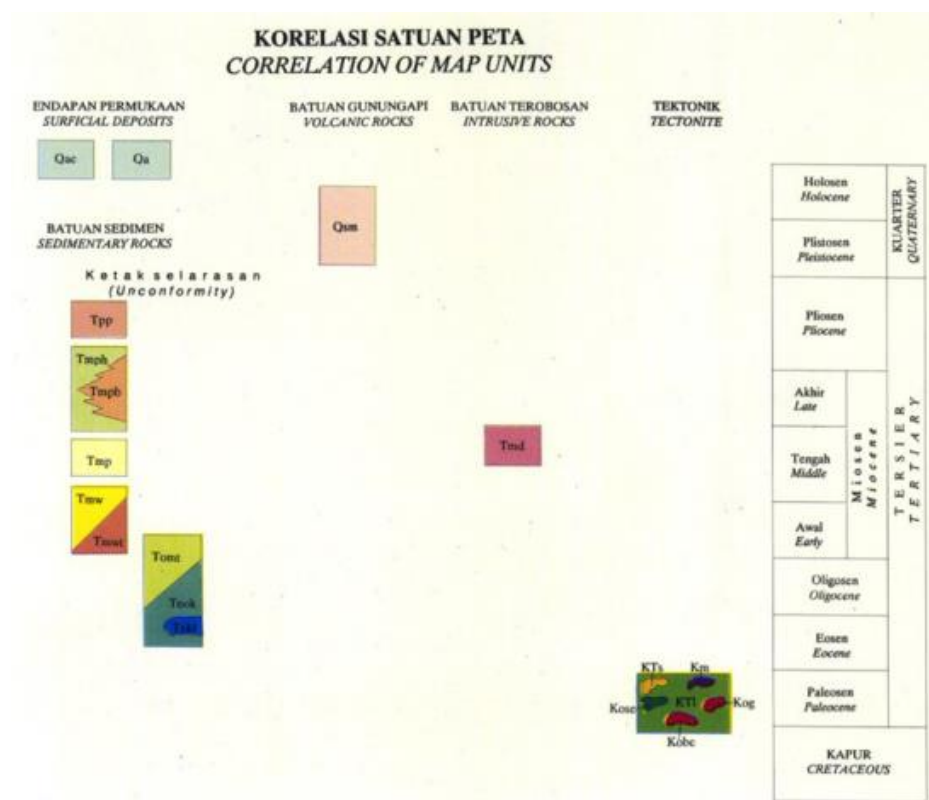 KORELASI SATUAN PETA
CORRELATION OF MAP UNITS
ENDAPAN PERMUKAAN
SURFICIAL DEPOSITS
BATUAN GUNUNGAPI
VOLCANIC ROCKS
BATUAN TEROBOSAN
INTRUSIVE ROCKS
TEKTONIK
TECTONITE
Qac
Qa
BATUAN SEDIMEN
SEDIMENTARY ROCKS
Ketak selarasan
(Unconformity)
Qsm
Tpp
Tmph
Tmpb
Tmp
Tmw
Tomt
Tmd
KTs
Km
Kose
KTl
Kog
Kobc
Holosen
Holocene
Plistosen
Pleistocene
KUARTER
QUATERNARY
Pliosen
Pliocene
Akhir
Late
Tengah
Middle
Awal
Early
Miosen
Miocene
Oligosen
Oligocene
Eosen
Eocene
Paleosen
Paleocene
TERSIER
TERTIARY
KAPUR
CRETACEOUS